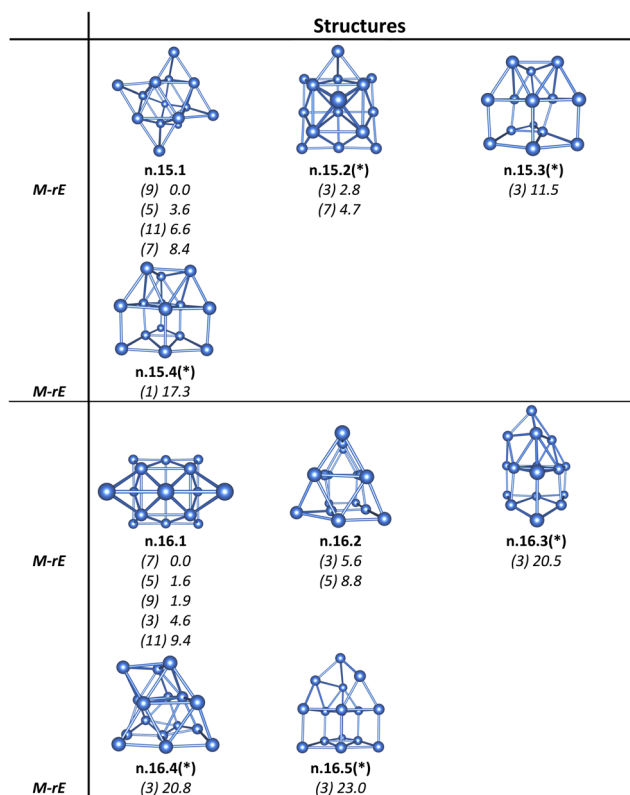 Structures
n.15.1 n.15.2(*) n.15.3(*)
M-rE (9) 0.0 (3) 2.8 (3) 11.5
(5) 3.6 (7) 4.7
(11) 6.6
(7) 8.4
n.15.4(*)
M-rE (1) 17.3
n.16.1 n.16.2 n.16.3(*)
M-rE (7) 0.0 (3) 5.6 (3) 20.5
(5) 1.6 (5) 8.8
(9) 1.9
(3) 4.6
(11) 9.4
n.16.4(*) n.16.5(*)
M-rE (3) 20.8 (3) 23.0